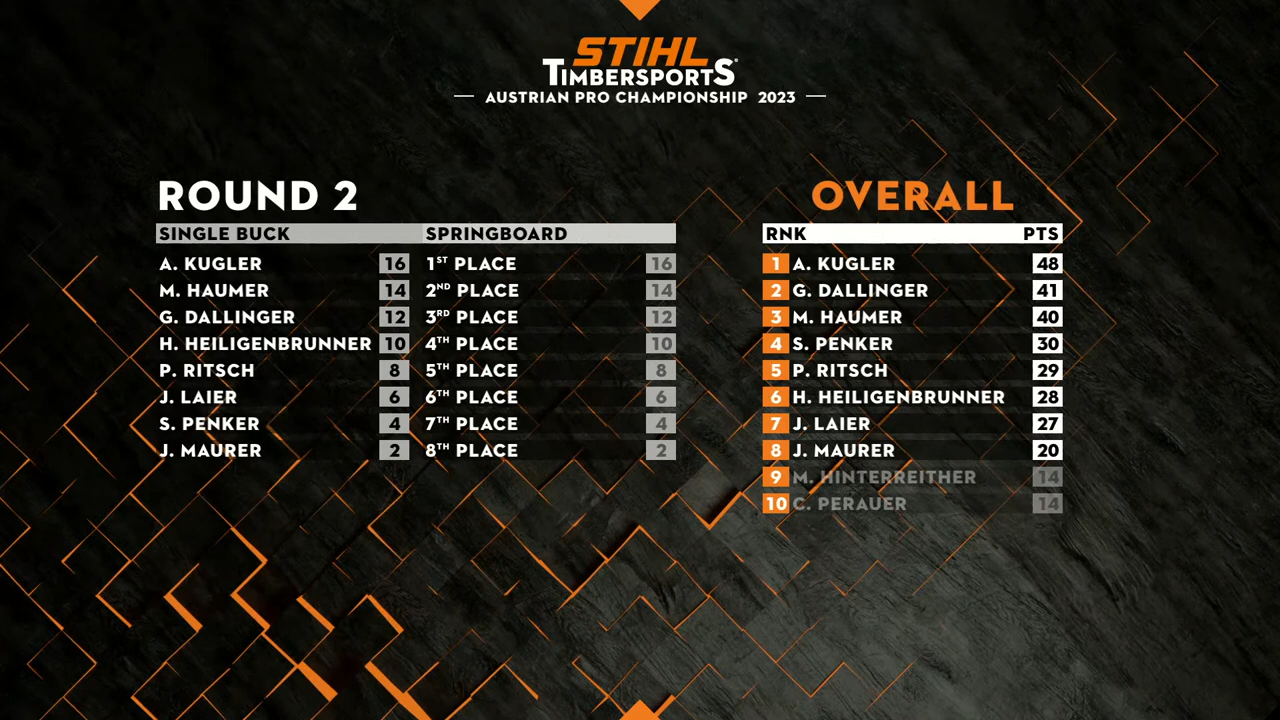 STIHL
TIMBERSPORTS®
AUSTRIAN PRO CHAMPIONSHIP 2023
ROUND 2
SINGLE BUCK SPRINGBOARD
A. KUGLER 16 1ST PLACE 16
M. HAUMER 14 2ND PLACE 14
G. DALLINGER 12 3RD PLACE 12
H. HEILIGENBRUNNER 10 4TH PLACE 10
P. RITSCH 8 5TH PLACE 8
J. LAIER 6 6TH PLACE 6
S. PENKER 4 7TH PLACE 4
J. MAURER 2 8TH PLACE 2
OVERALL
RNK PTS
1 A. KUGLER 48
2 G. DALLINGER 41
3 M. HAUMER 40
4 S. PENKER 30
5 P. RITSCH 29
6 H. HEILIGENBRUNNER 28
7 J. LAIER 27
8 J. MAURER 20
9 M. HINTERREITHER 14
10 C. PERAUER 14